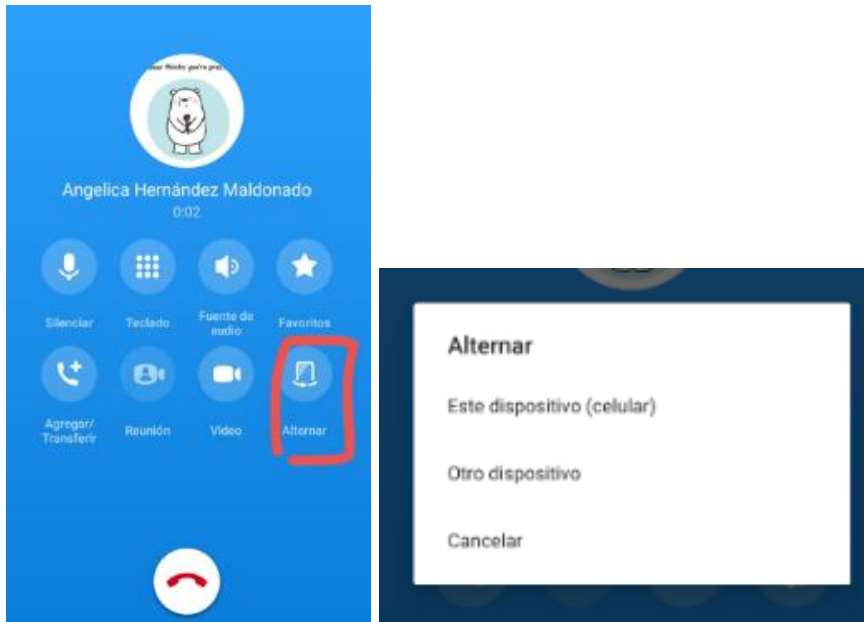 Angelica Hernández Maldonado
0:02
Silenciar
Teclado
Fuente de
audio
Favoritos
Agregar/
Transferir
Reunión
Video
Alternar
Alternar
Este dispositivo (celular)
Otro dispositivo
Cancelar